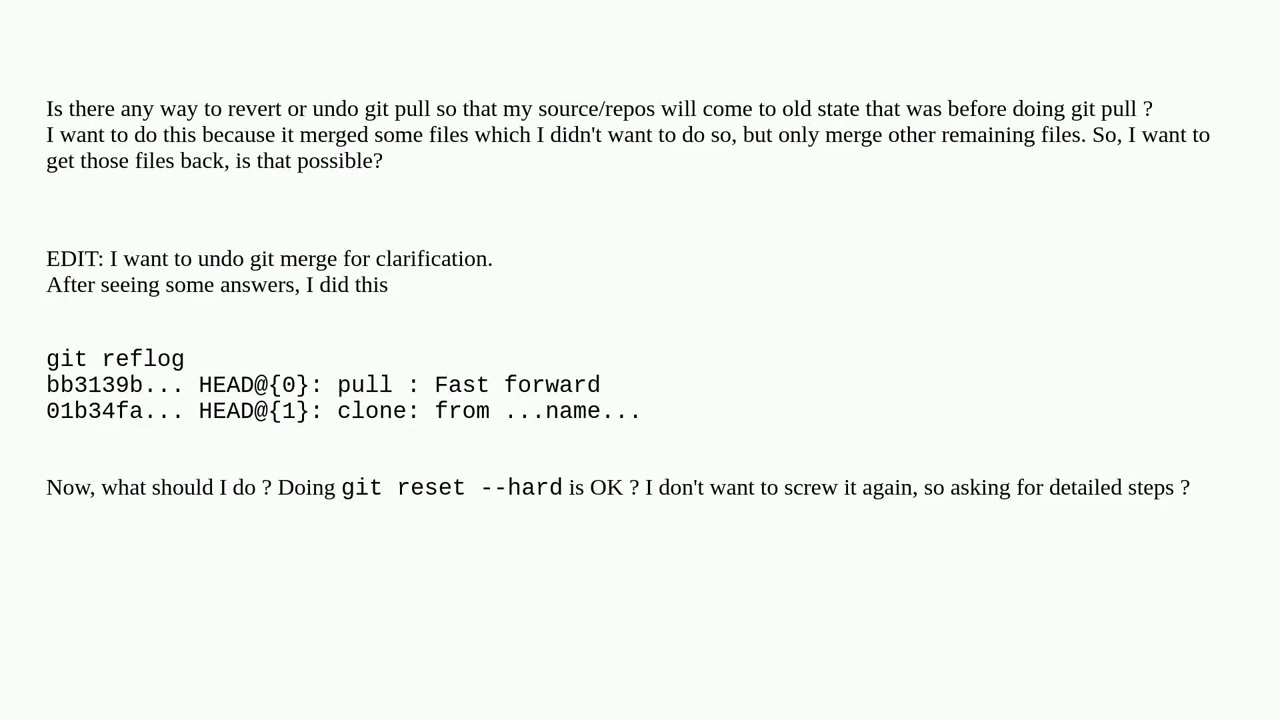 Is there any way to revert or undo git pull so that my source/repos will come to old state that was before doing git pull ?
I want to do this because it merged some files which I didn't want to do so, but only merge other remaining files. So, I want to
get those files back, is that possible?
EDIT: I want to undo git merge for clarification.
After seeing some answers, I did this
git reflog
bb3139b... HEAD@{0}: pull : Fast forward
01b34fa... HEAD@{1}: clone: from ...name...
Now, what should I do ? Doing git reset --hard is OK ? I don't want to screw it again, so asking for detailed steps ?